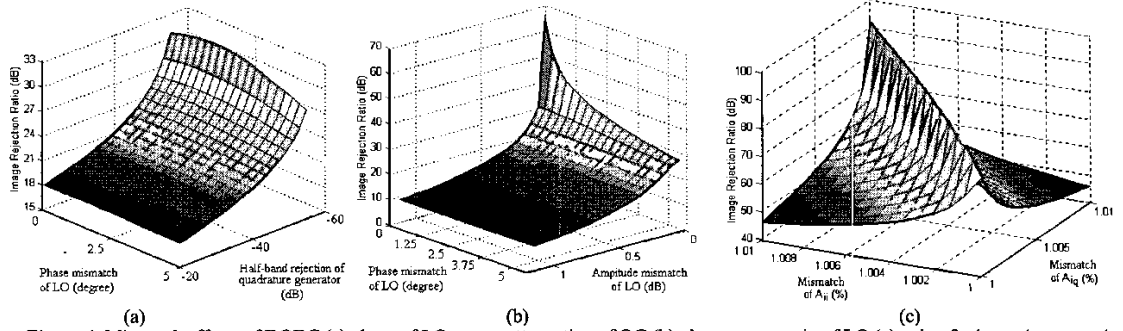 33
30
27
24
21
18
15
Image Rejection Ratio (dB)
0
2.5
5
Phase mismatch
of LO (degree)
-20
-40
-60
Half-band rejection of
quadrature generator
(dB)
(a)
70
60
50
40
30
20
10
0
Image Rejection Ratio (dB)
0
1.25
2.5
3.75
5
Phase mismatch
of LO (degree)
1
0.5
0
Amplitude mismatch
of LO (dB)
(b)
100
90
80
70
60
50
40
Image Rejection Ratio (dB)
1.01
1.008
1.006
1.004
1.002
1
Mismatch
of Aii (%)
1
1.005
1.01
Mismatch
of Aiq (%)
(c)